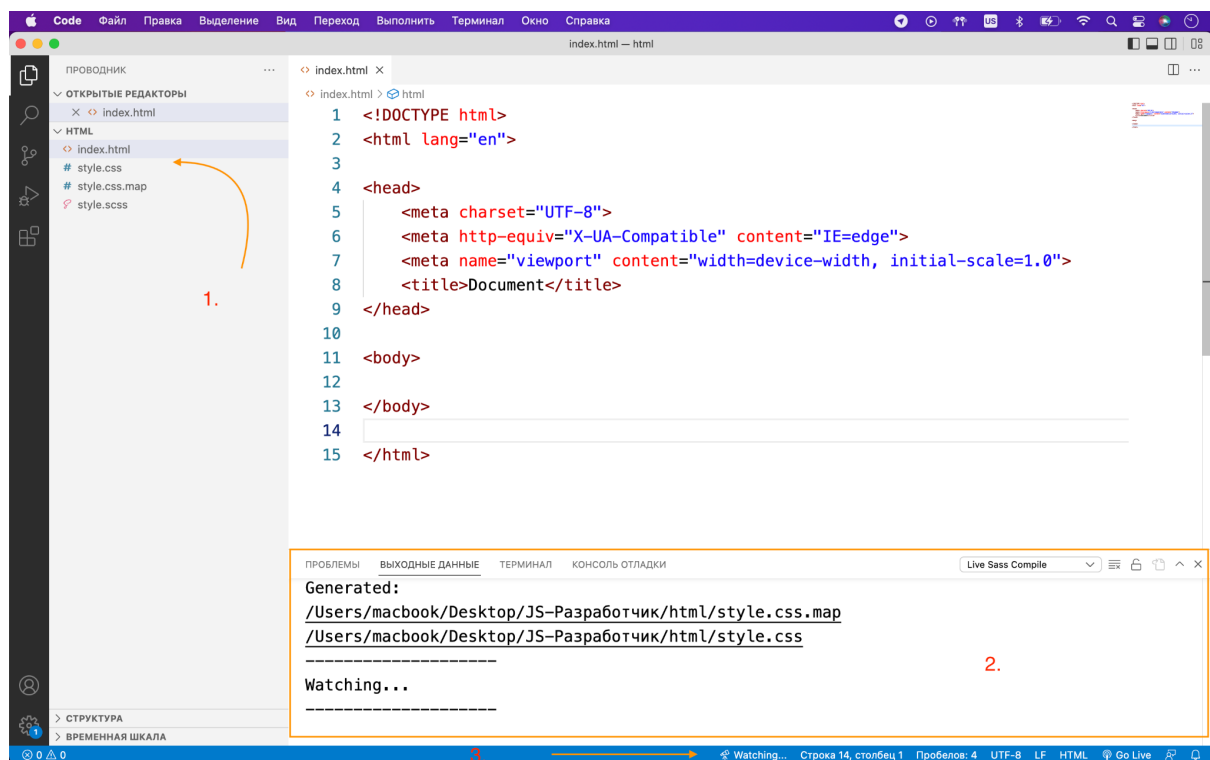 Code Файл Правка Выделение Вид Переход Выполнить Терминал Окно Справка US
index.html — html
ПРОВОДНИК ...
ОТКРЫТЫЕ РЕДАКТОРЫ
index.html
HTML
index.html
style.css
style.css.map
style.scss
1.
index.html
index.html > html
1 <!DOCTYPE html>
2 <html lang="en">
3
4 <head>
5 <meta charset="UTF-8">
6 <meta http-equiv="X-UA-Compatible" content="IE=edge">
7 <meta name="viewport" content="width=device-width, initial-scale=1.0">
8 <title>Document</title>
9 </head>
10
11 <body>
12
13 </body>
14
15 </html>
ПРОБЛЕМЫ ВЫХОДНЫЕ ДАННЫЕ ТЕРМИНАЛ КОНСОЛЬ ОТЛАДКИ Live Sass Compile
Generated:
/Users/macbook/Desktop/JS-Разработчик/html/style.css.map
/Users/macbook/Desktop/JS-Разработчик/html/style.css
--------------------
2.
Watching...
--------------------
СТРУКТУРА
ВРЕМЕННАЯ ШКАЛА
1
0 0 3. Watching... Строка 14, столбец 1 Пробелов: 4 UTF-8 LF HTML Go Live